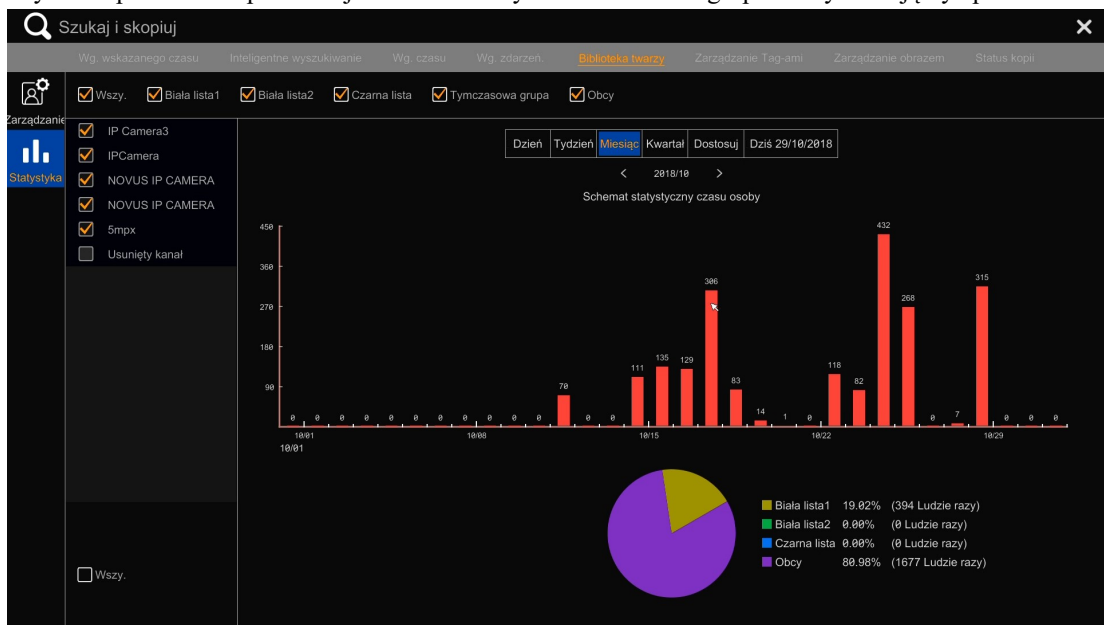 Szukaj i skopiuj
Wg. wskazanego czasu Inteligentne wyszukiwanie Wg. czasu Wg. zdarzeń. Biblioteka twarzy Zarządzanie Tag-ami Zarządzanie obrazem Status kopii
Zarządzanie
Statystyka
Wszy. Biała lista1 Biała lista2 Czarna lista Tymczasowa grupa Obcy
IP Camera3
IPCamera
NOVUS IP CAMERA
NOVUS IP CAMERA
5mpx
Usunięty kanał
Wszy.
Dzień Tydzień Miesiąc Kwartał Dostosuj Dziś 29/10/2018
< 2018/10 >
Schemat statystyczny czasu osoby
450
360
270
180
90
0 0 0 0 0 0 0 0 0 0 0 70 0 0 111 135 129 306 83 14 1 0 118 82 432 268 0 7 315 0 0 0
10/01 10/08 10/15 10/22 10/29
10/01
Biała lista1 19.02% (394 Ludzie razy)
Biała lista2 0.00% (0 Ludzie razy)
Czarna lista 0.00% (0 Ludzie razy)
Obcy 80.98% (1677 Ludzie razy)